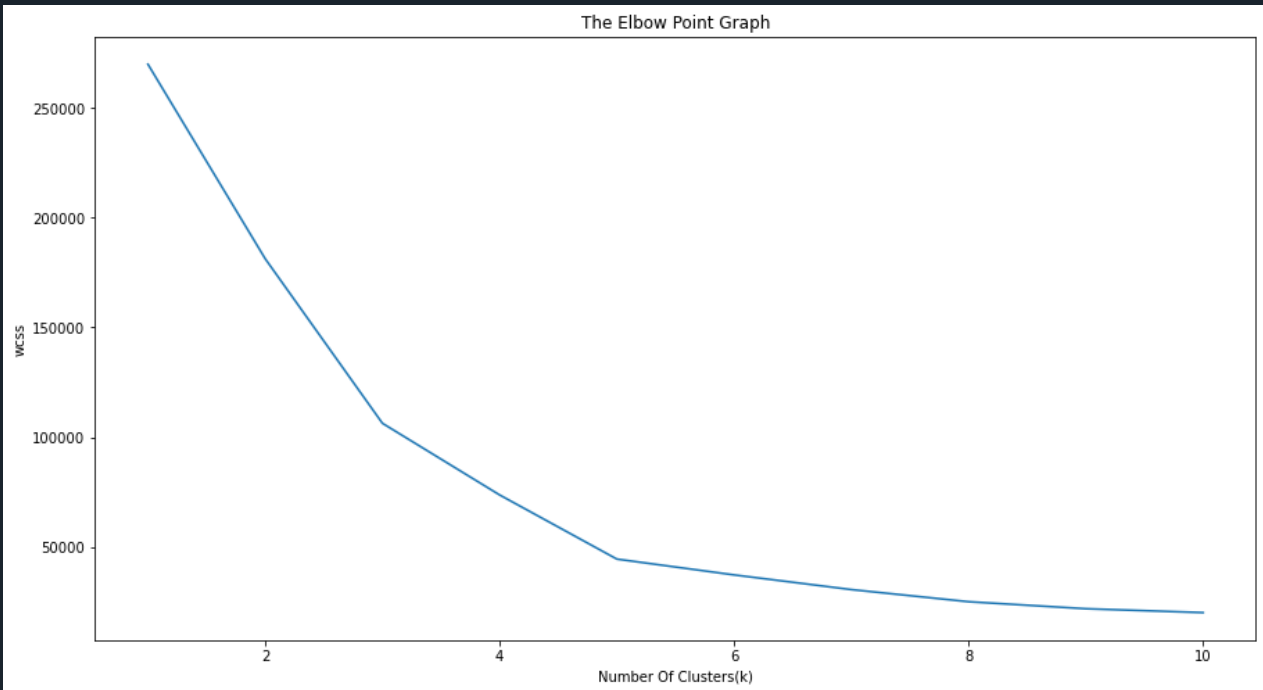 The Elbow Point Graph
250000
200000
150000
100000
50000
wcss
2 4 6 8 10
Number Of Clusters(k)